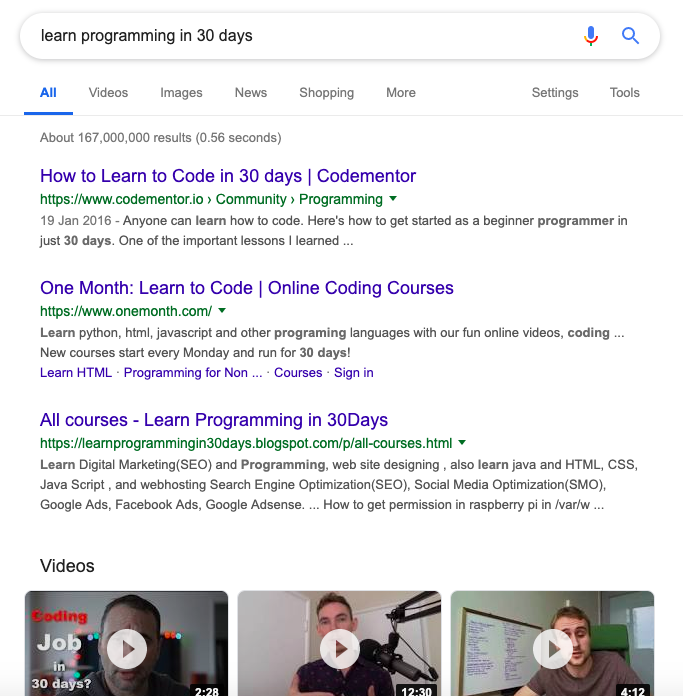 learn programming in 30 days
All Videos Images News Shopping More Settings Tools
About 167,000,000 results (0.56 seconds)
How to Learn to Code in 30 days | Codementor
https://www.codementor.io › Community › Programming
19 Jan 2016 - Anyone can learn how to code. Here's how to get started as a beginner programmer in
just 30 days. One of the important lessons I learned ...
One Month: Learn to Code | Online Coding Courses
https://www.onemonth.com/
Learn python, html, javascript and other programing languages with our fun online videos, coding ...
New courses start every Monday and run for 30 days!
Learn HTML · Programming for Non ... · Courses · Sign in
All courses - Learn Programming in 30Days
https://learnprogrammingin30days.blogspot.com/p/all-courses.html
Learn Digital Marketing(SEO) and Programming, web site designing , also learn java and HTML, CSS,
Java Script , and webhosting Search Engine Optimization(SEO), Social Media Optimization(SMO),
Google Ads, Facebook Ads, Google Adsense. ... How to get permission in raspberry pi in /var/w ...
Videos
Coding
Job
in
30 days?
2:28
12:30
4:12